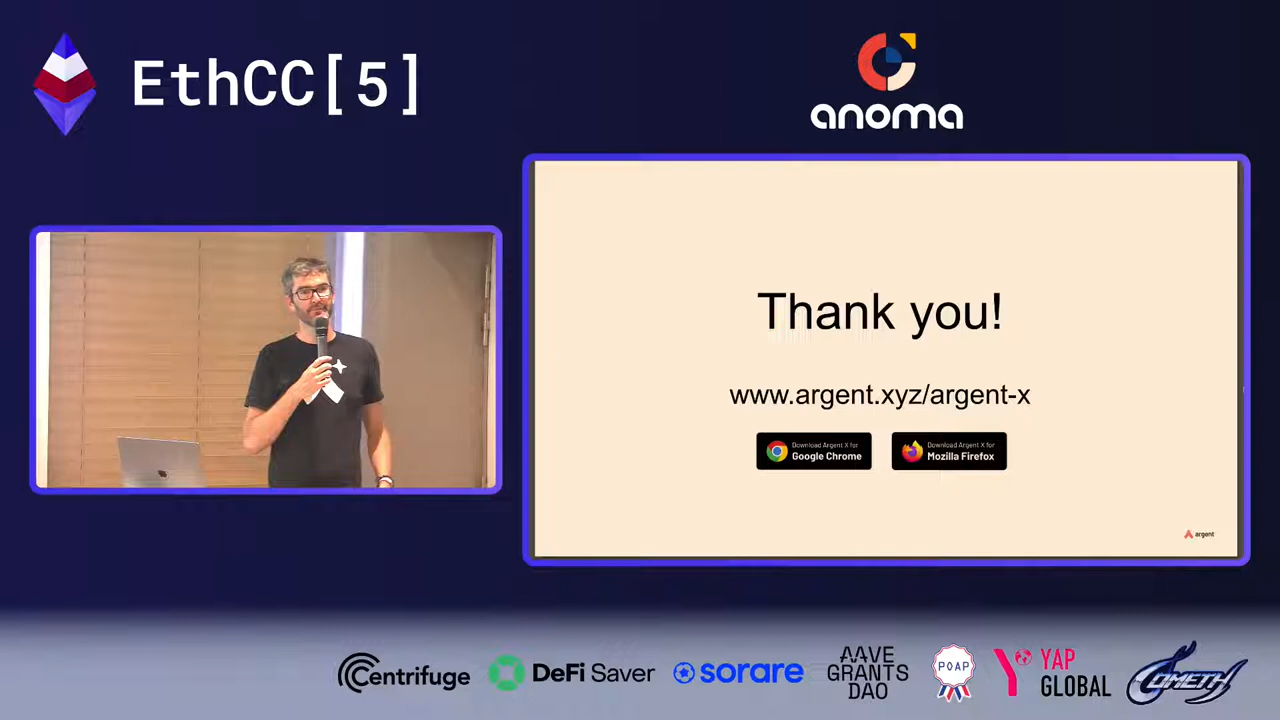 EthCC[5]
anoma
Thank you!
www.argent.xyz/argent-x
Download Argent X for
Google Chrome
Download Argent X for
Mozilla Firefox
argent
Centrifuge
DeFi Saver
sorare
AAVE
GRANTS
DAO
POAP
YAP
GLOBAL
COMETH